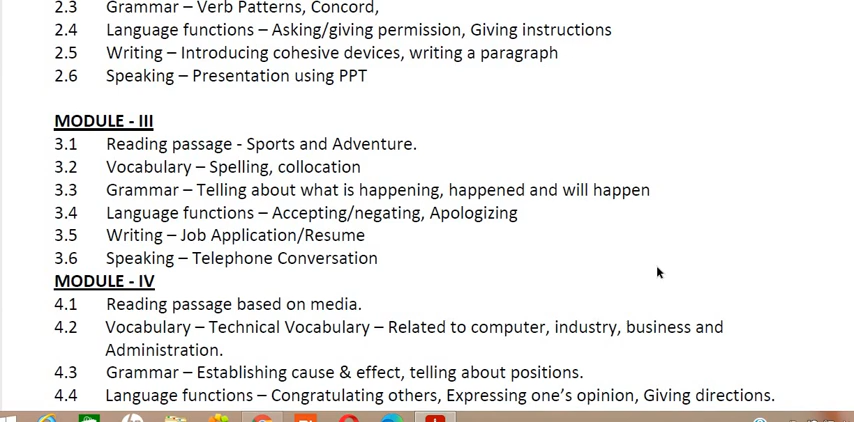 2.3 Grammar – Verb Patterns, Concord,
2.4 Language functions – Asking/giving permission, Giving instructions
2.5 Writing – Introducing cohesive devices, writing a paragraph
2.6 Speaking – Presentation using PPT
MODULE - III
3.1 Reading passage - Sports and Adventure.
3.2 Vocabulary – Spelling, collocation
3.3 Grammar – Telling about what is happening, happened and will happen
3.4 Language functions – Accepting/negating, Apologizing
3.5 Writing – Job Application/Resume
3.6 Speaking – Telephone Conversation
MODULE - IV
4.1 Reading passage based on media.
4.2 Vocabulary – Technical Vocabulary – Related to computer, industry, business and
Administration.
4.3 Grammar – Establishing cause & effect, telling about positions.
4.4 Language functions – Congratulating others, Expressing one’s opinion, Giving directions.